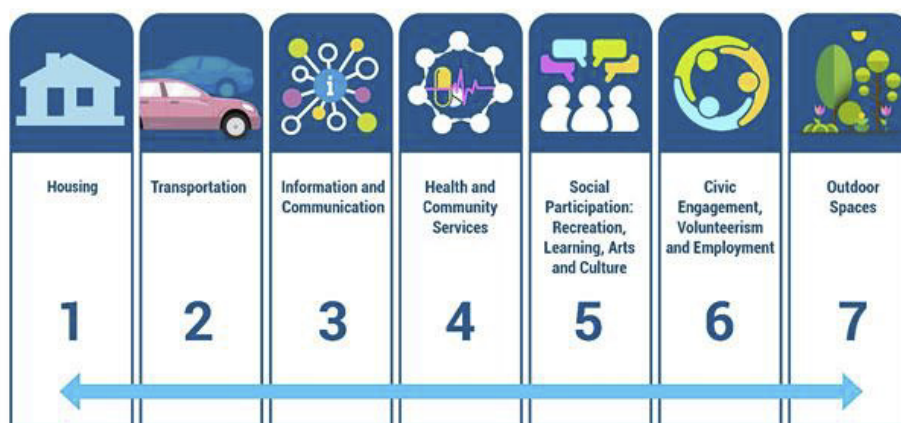 Housing
Transportation
Information and
Communication
Health and
Community
Services
Social
Participation:
Recreation,
Learning, Arts
and Culture
Civic
Engagement,
Volunteerism
and Employment
Outdoor
Spaces
1
2
3
4
5
6
7